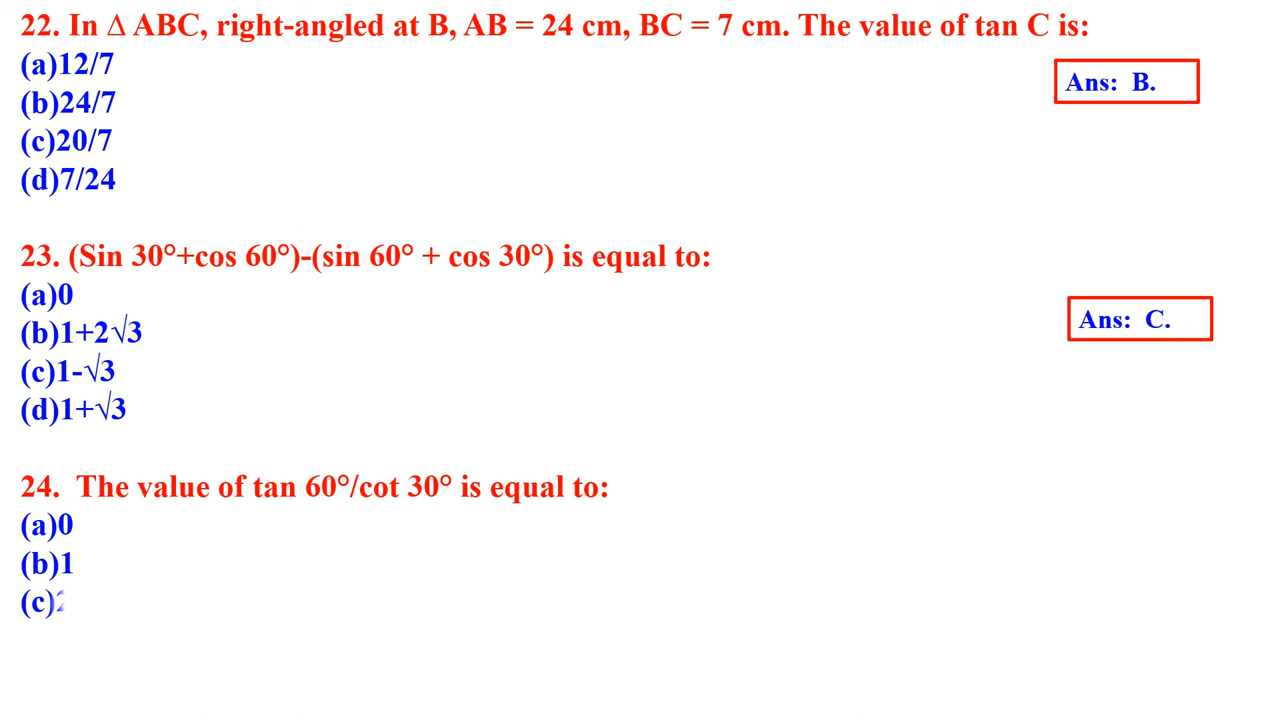 22. In ∆ ABC, right-angled at B, AB = 24 cm, BC = 7 cm. The value of tan C is:
(a)12/7
Ans: B.
(b)24/7
(c)20/7
(d)7/24
23. (Sin 30°+cos 60°)-(sin 60° + cos 30°) is equal to:
(a)0
Ans: C.
(b)1+2√3
(c)1-√3
(d)1+√3
24. The value of tan 60°/cot 30° is equal to:
(a)0
(b)1
(c)